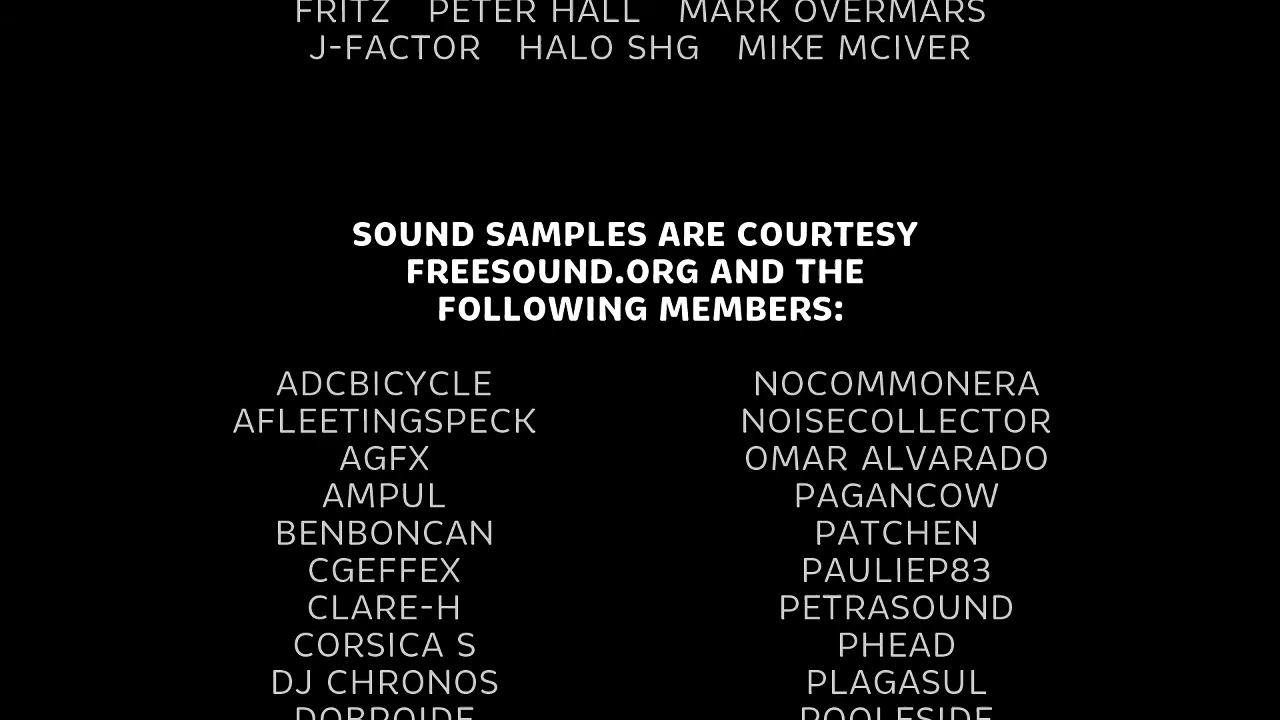 FRITZ PETER HALL MARK OVERMARS
J-FACTOR HALO SHG MIKE MCIVER
SOUND SAMPLES ARE COURTESY
FREESOUND.ORG AND THE
FOLLOWING MEMBERS:
ADCBICYCLE NOCOMMONERA
AFLEETINGSPECK NOISECOLLECTOR
AGFX OMAR ALVARADO
AMPUL PAGANCOW
BENBONCAN PATCHEN
CGEFFEX PAULIEP83
CLARE-H PETRASOUND
CORSICA S PHEAD
DJ CHRONOS PLAGASUL
DOBROIDE POOLESIDE